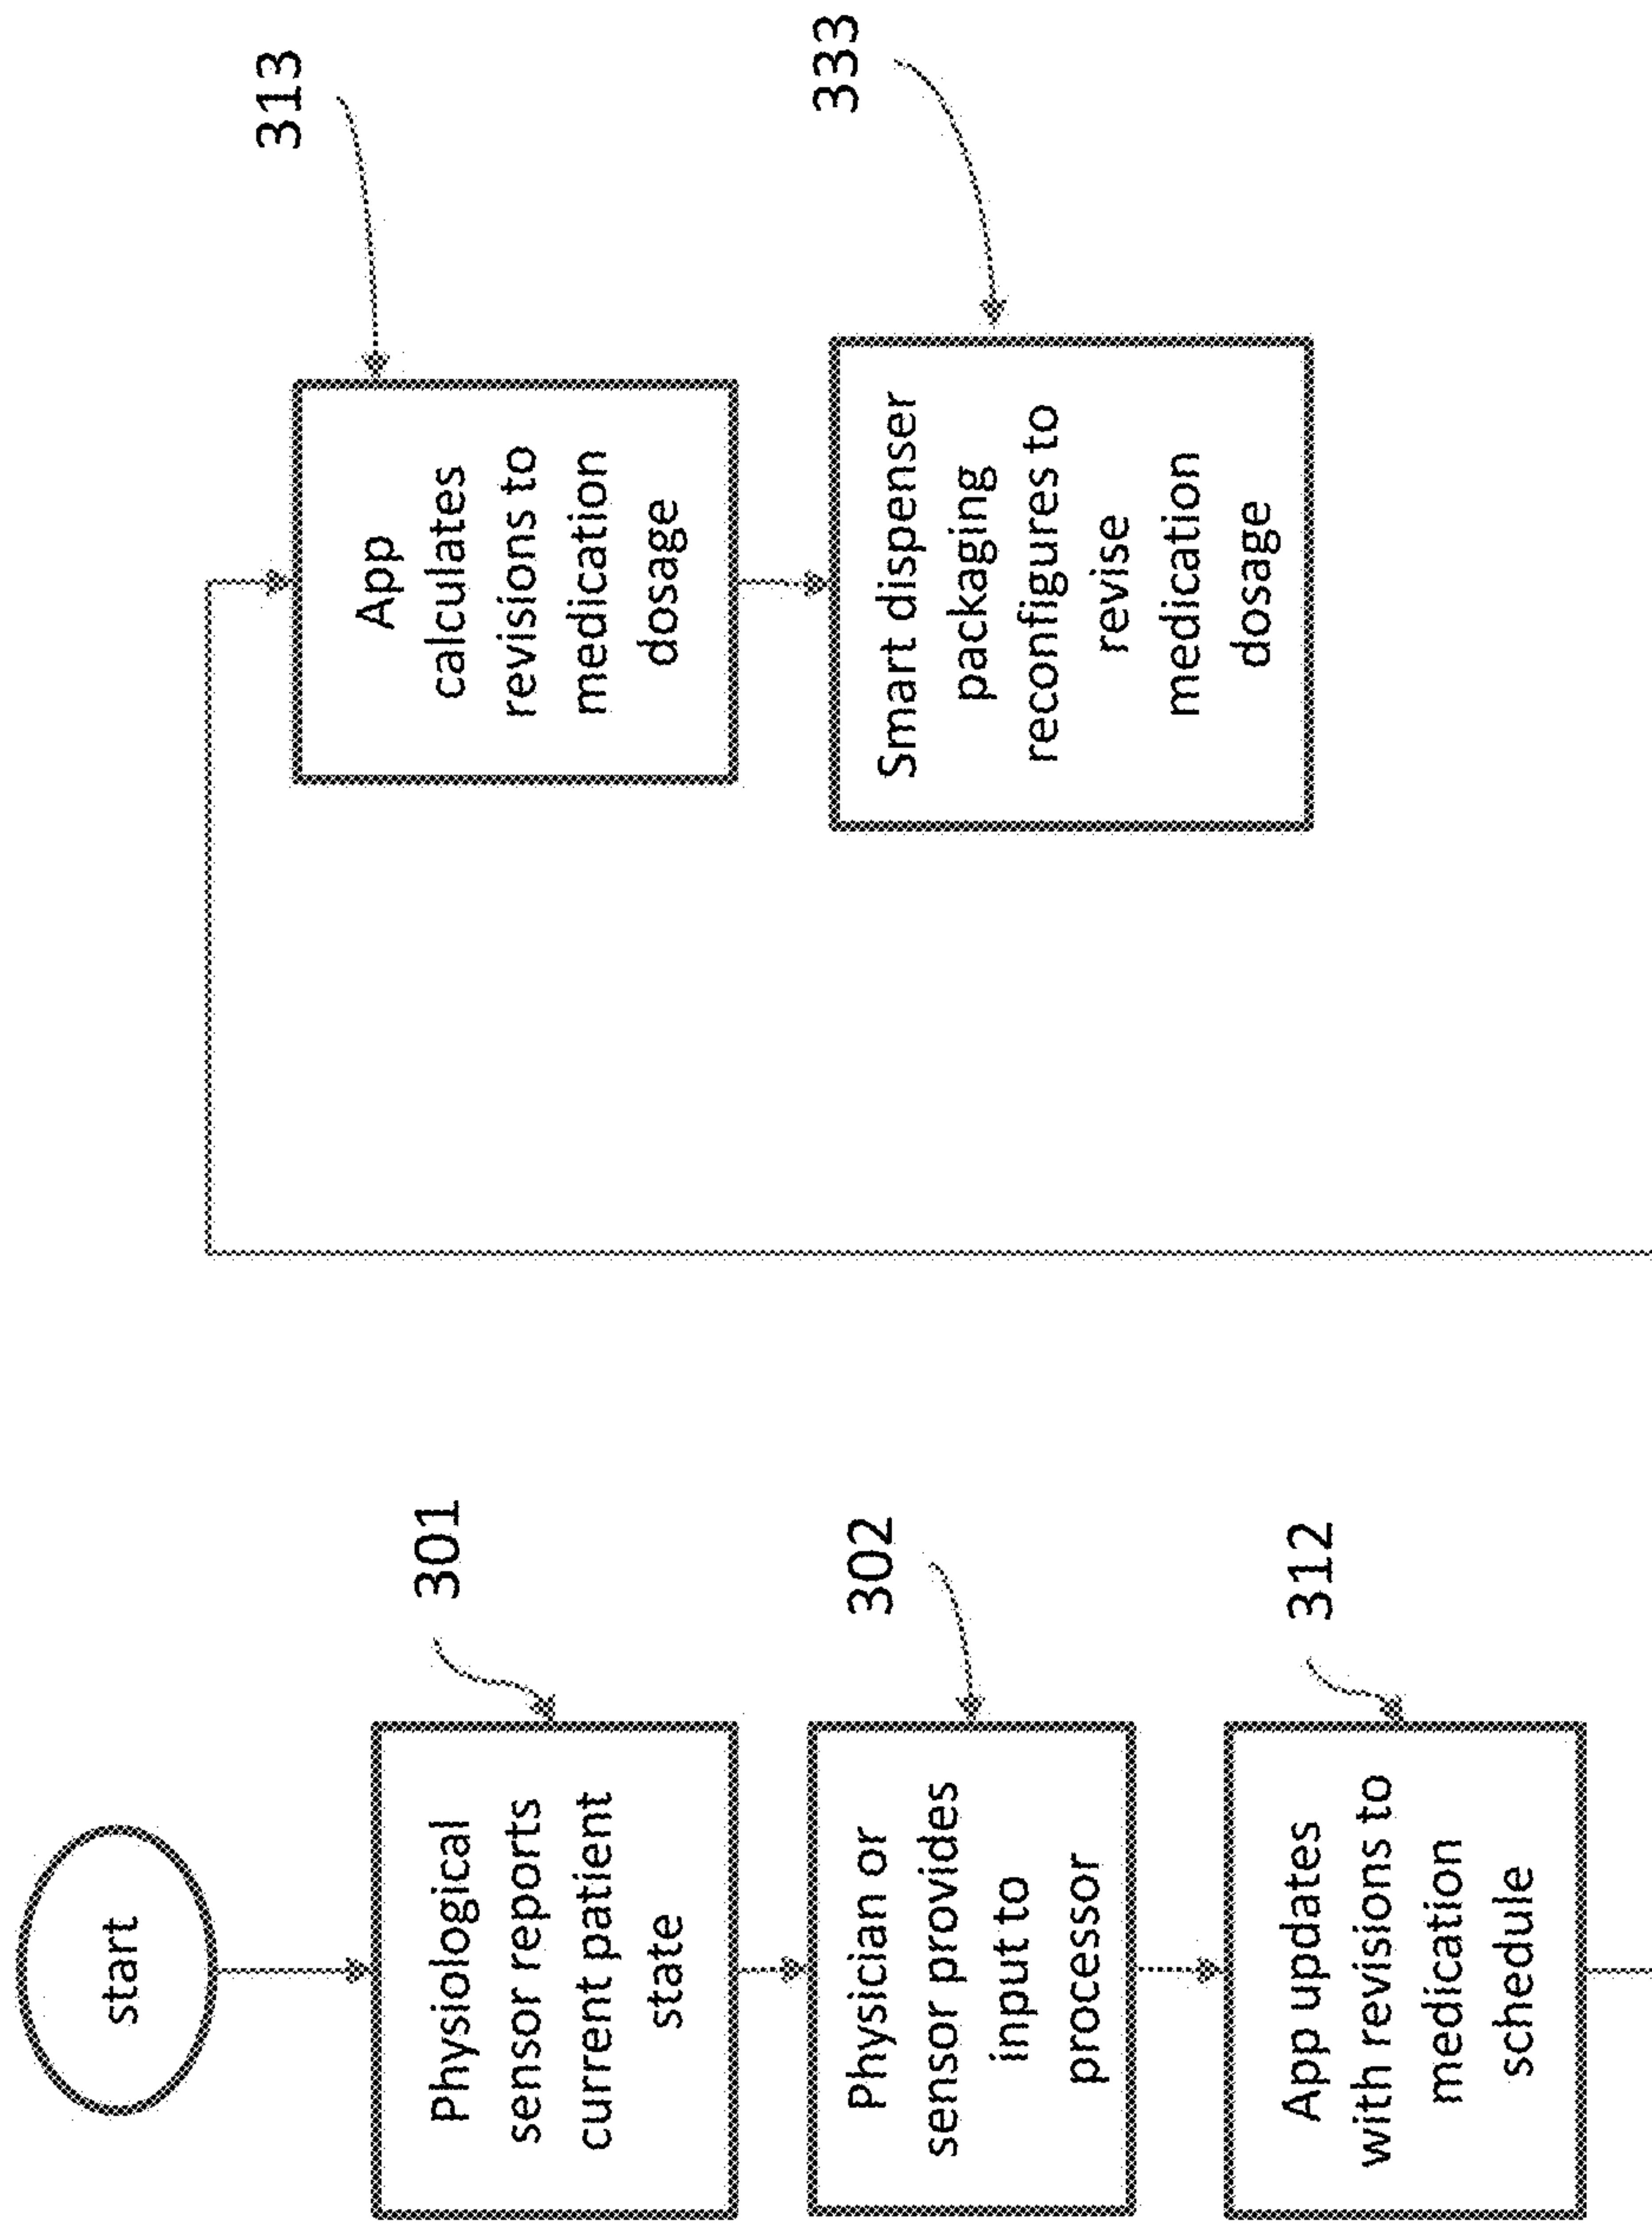 start
301
Physiological
sensor reports
current patient
state
302
Physician or
sensor provides
input to
processor
312
App updates
with revisions to
medication
schedule
313
App
calculates
revisions to
medication
dosage
333
Smart dispenser
packaging
reconfigures to
revise
medication
dosage